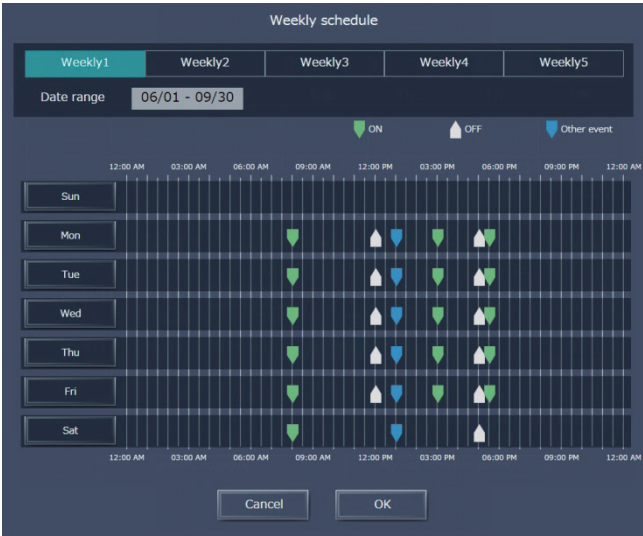 Weekly schedule
Weekly1 Weekly2 Weekly3 Weekly4 Weekly5
Date range 06/01 - 09/30
ON OFF Other event
12:00 AM 03:00 AM 06:00 AM 09:00 AM 12:00 PM 03:00 PM 06:00 PM 09:00 PM 12:00 AM
Sun
Mon
Tue
Wed
Thu
Fri
Sat
12:00 AM 03:00 AM 06:00 AM 09:00 AM 12:00 PM 03:00 PM 06:00 PM 09:00 PM 12:00 AM
Cancel OK